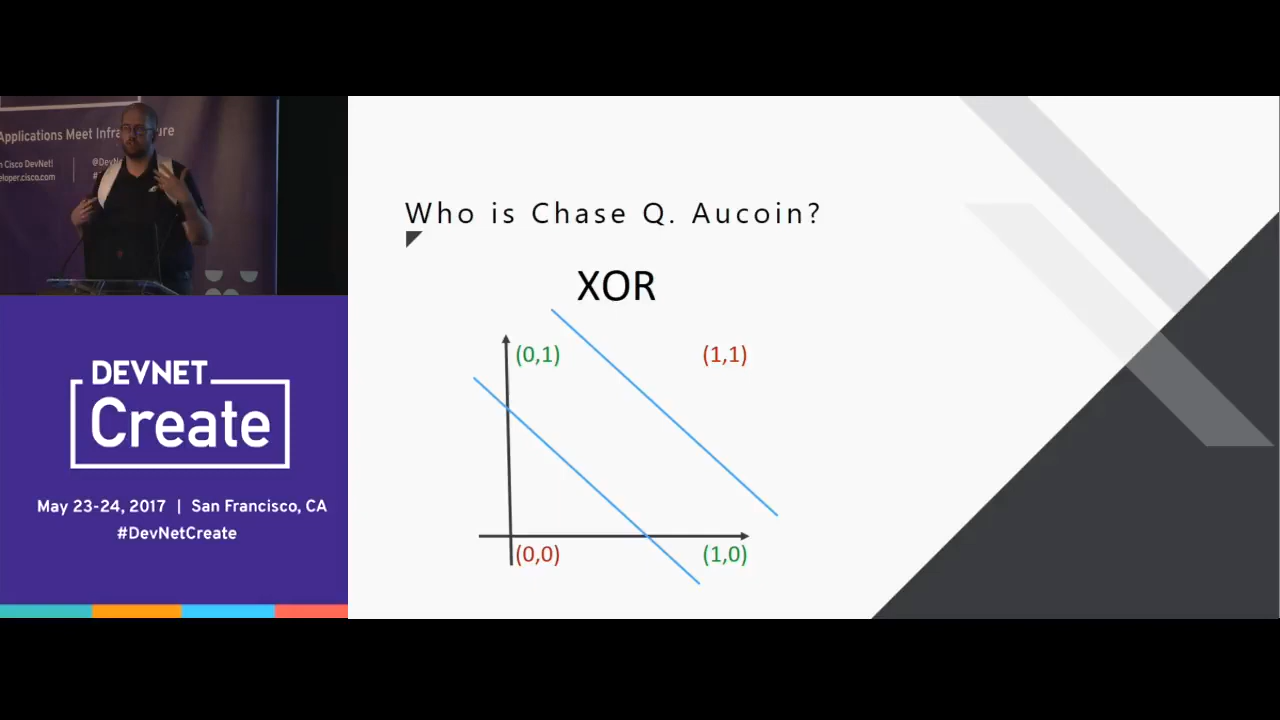 Applications Meet Infra ure
n Cisco DevNet!
eloper.cisco.com
@DevN
DEVNET
Create
May 23-24, 2017 | San Francisco, CA
#DevNetCreate
Who is Chase Q. Aucoin?
XOR
(0,1)
(1,1)
(0,0)
(1,0)